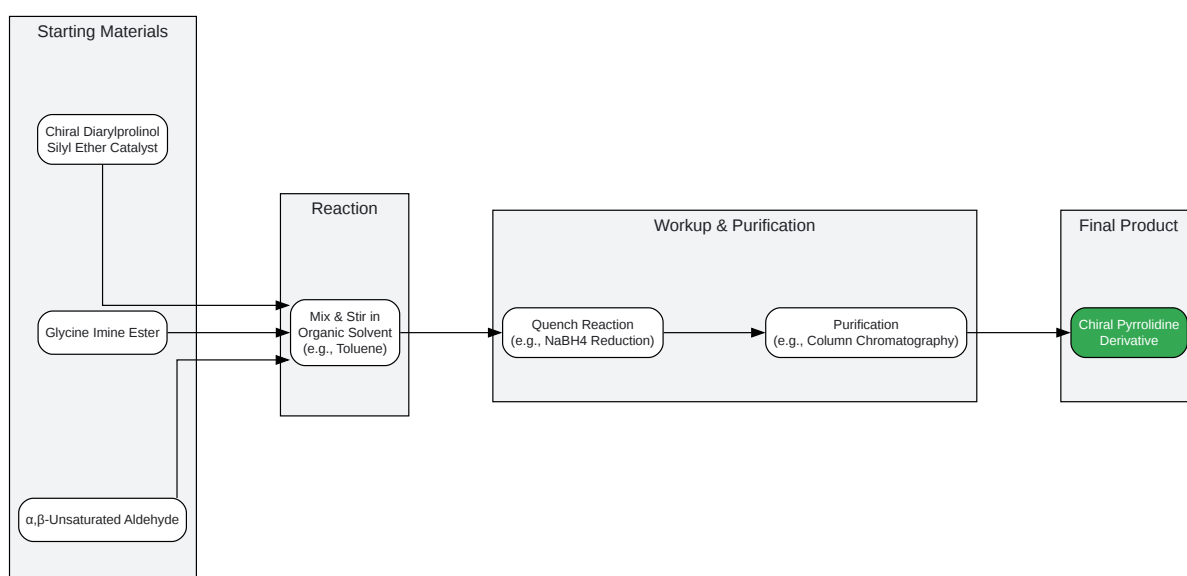 Starting Materials
Chiral Diarylprolinol
Silyl Ether Catalyst
Glycine Imine Ester
α,β-Unsaturated Aldehyde
Reaction
Mix & Stir in
Organic Solvent
(e.g., Toluene)
Workup & Purification
Quench Reaction
(e.g., NaBH4 Reduction)
Purification
(e.g., Column Chromatography)
Final Product
Chiral Pyrrolidine
Derivative